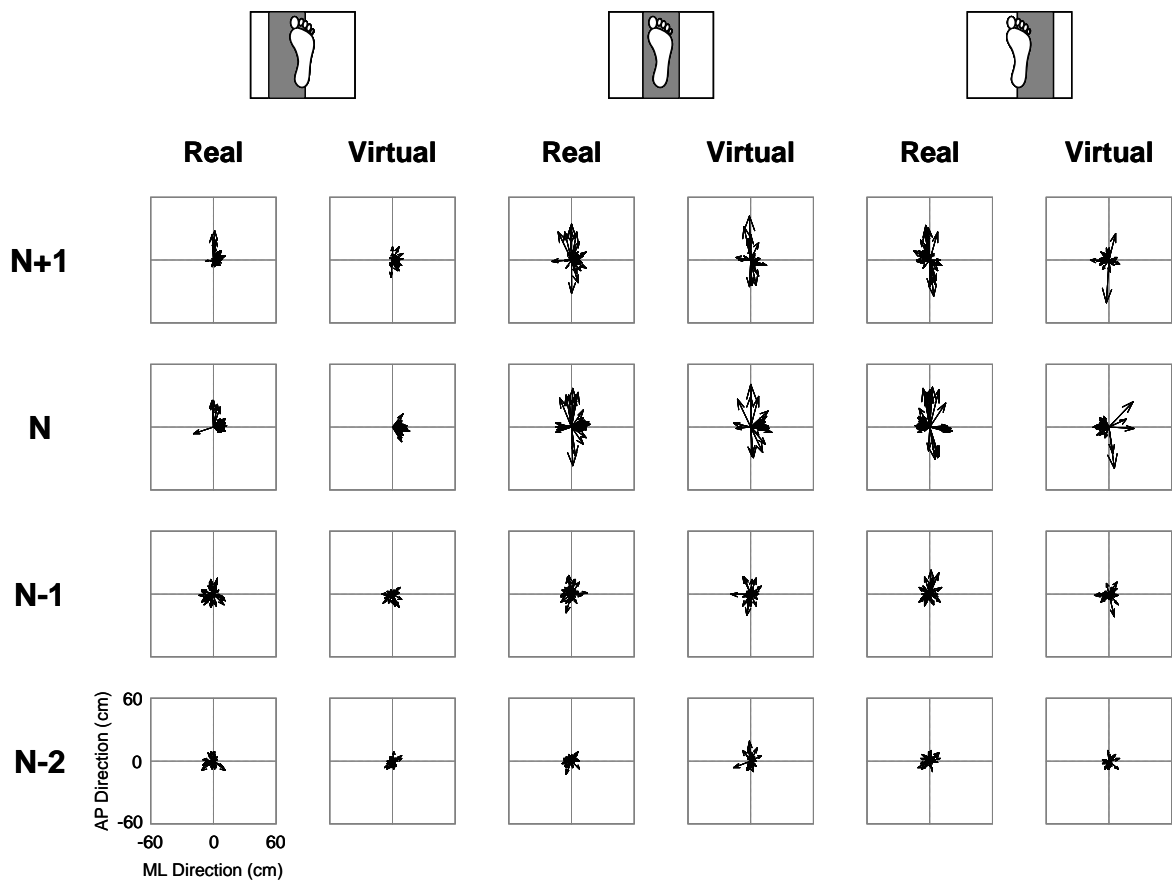 Real Virtual Real Virtual Real Virtual
N+1
N
N-1
N-2
AP Direction (cm)
60
0
-60
-60 0 60
ML Direction (cm)